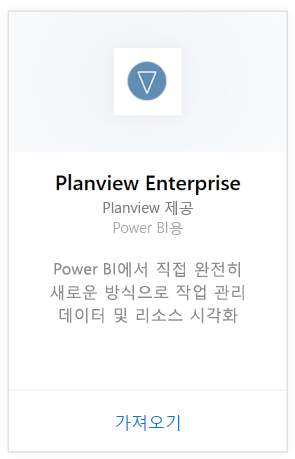 Planview Enterprise
Planview 제공
Power BI용
Power BI에서 직접 완전히
새로운 방식으로 작업 관리
데이터 및 리소스 시각화
가져오기